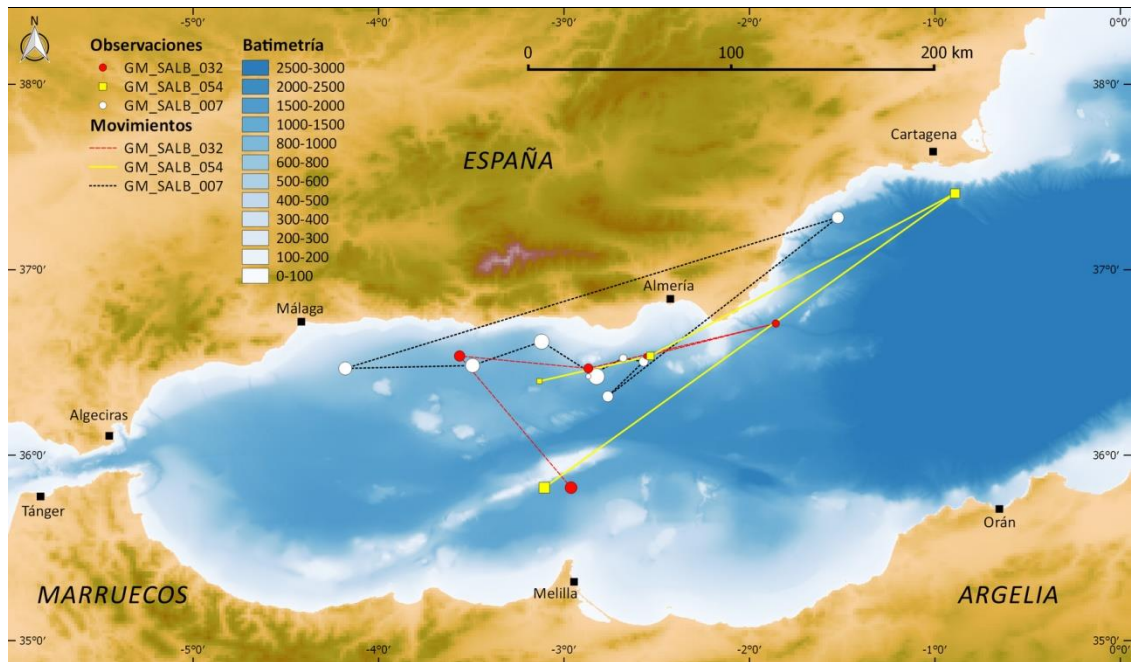 -5°0'
-4°0'
-3°0'
-2°0'
-1°0'
0°0'
N
Observaciones
GM_SALB_032
GM_SALB_054
GM_SALB_007
Movimientos
GM_SALB_032
GM_SALB_054
GM_SALB_007
Batimetría
2500-3000
2000-2500
1500-2000
1000-1500
800-1000
600-800
500-600
400-500
300-400
200-300
100-200
0-100
0
100
200 km
38°0'
38°0'
Cartagena
ESPAÑA
37°0'
37°0'
Almería
Málaga
Algeciras
36°0'
36°0'
Tánger
Orán
Melilla
MARRUECOS
ARGELIA
35°0'
35°0'
-5°0'
-4°0'
-3°0'
-2°0'
-1°0'
0°0'